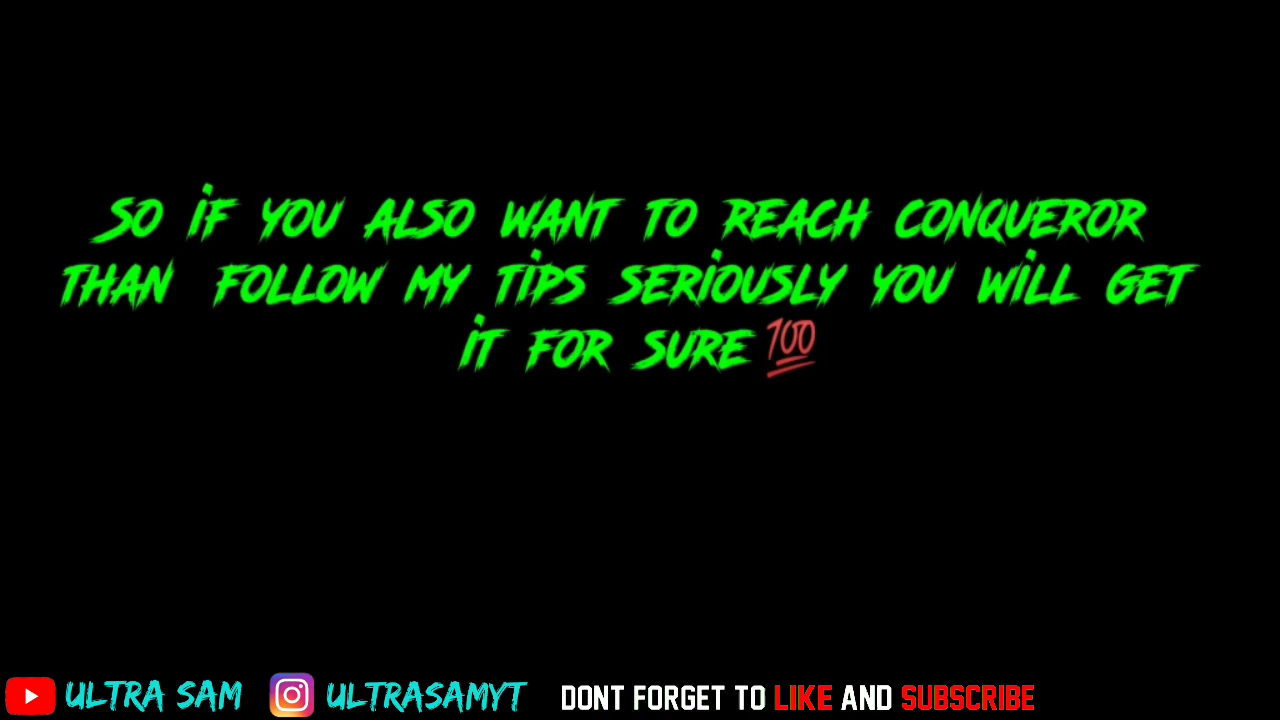 SO IF YOU ALSO WANT TO REACH CONQUEROR
THAN FOLLOW MY TIPS SERIOUSLY YOU WILL GET
IT FOR SURE 💯
ULTRA SAM ULTRASAMYT DONT FORGET TO LIKE AND SUBSCRIBE